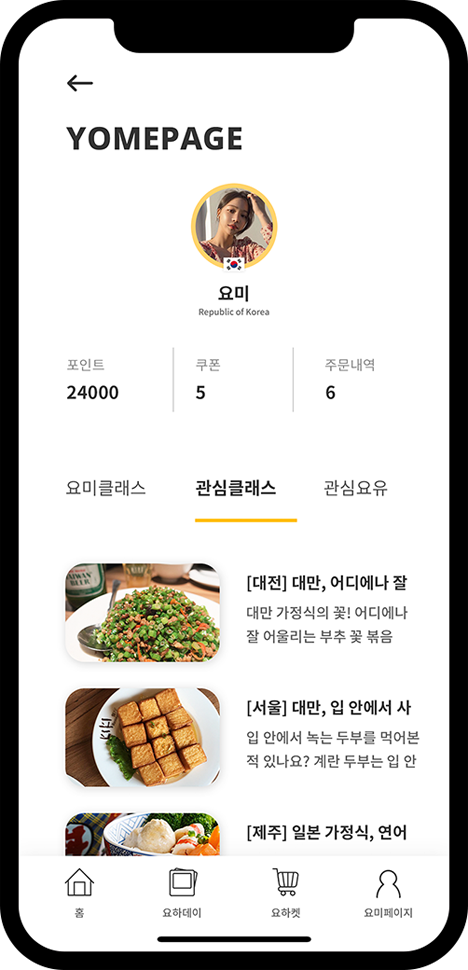 YOMEPAGE
요미
Republic of Korea
포인트 쿠폰 주문내역
24000 5 6
요미클래스 관심클래스 관심요유
BEER
[대전] 대만, 어디에나 잘
대만 가정식의 꽃! 어디에나
잘 어울리는 부추 꽃 볶음
[서울] 대만, 입 안에서 사
입 안에서 녹는 두부를 먹어본
적 있나요? 계란 두부는 입 안
[제주] 일본 가정식, 연어
홈 요하데이 요하켓 요미페이지